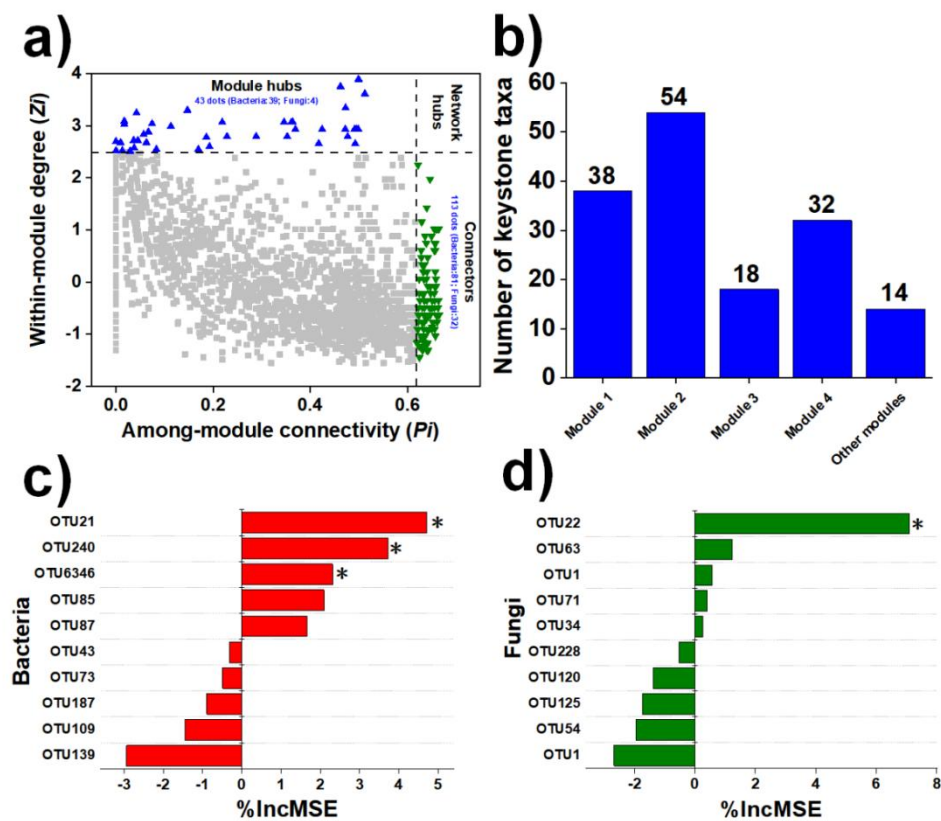 a)
4
3
2
1
0
-1
-2
Within-module degree (Zi)
Module hubs
43 dots (Bacteria:39; Fungi:4)
Network
hubs
Connectors
113 dots (Bacteria:81; Fungi:32)
0.0 0.2 0.4 0.6
Among-module connectivity (Pi)
b)
Number of keystone taxa
60
50
40
30
20
10
0
38
54
18
32
14
Module 1
Module 2
Module 3
Module 4
Other modules
c)
Bacteria
OTU21 *
OTU240 *
OTU6346 *
OTU85
OTU87
OTU43
OTU73
OTU187
OTU109
OTU139
-3 -2 -1 0 1 2 3 4 5
%IncMSE
d)
Fungi
OTU22 *
OTU63
OTU1
OTU71
OTU34
OTU228
OTU120
OTU125
OTU54
OTU1
-2 0 2 4 6 8
%IncMSE